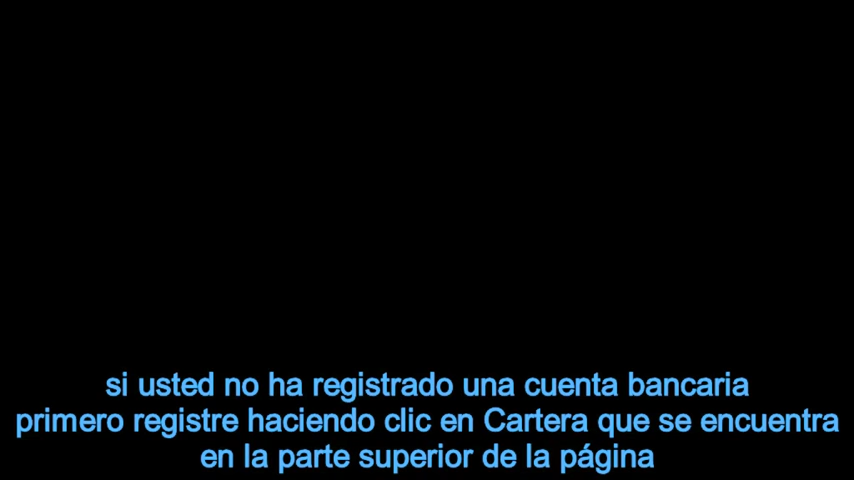 si usted no ha registrado una cuenta bancaria
primero registre haciendo clic en Cartera que se encuentra
en la parte superior de la página